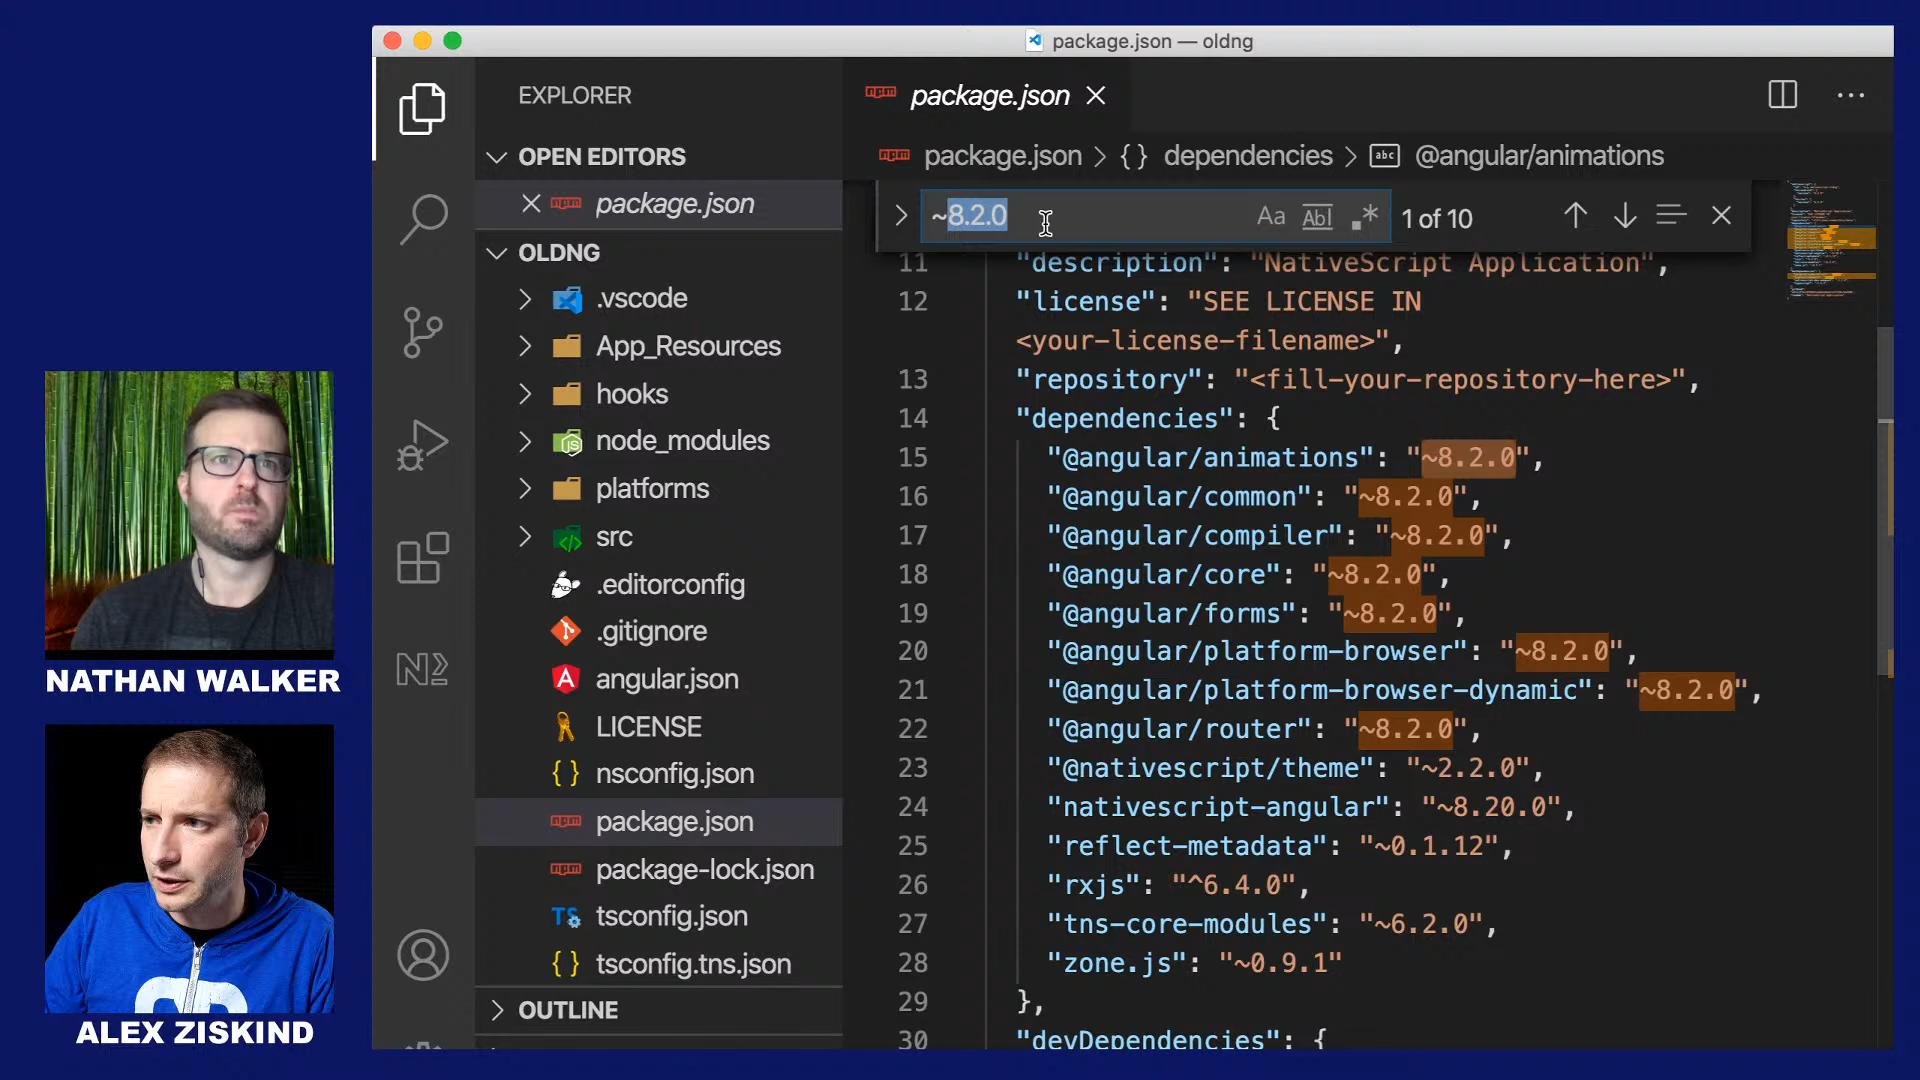 package.json — oldng
EXPLORER
package.json
OPEN EDITORS
package.json > {} dependencies > abc @angular/animations
package.json
~8.2.0 Aa Abl .* 1 of 10
OLDNG
.vscode
App_Resources
hooks
node_modules
platforms
src
.editorconfig
.gitignore
angular.json
LICENSE
nsconfig.json
package.json
package-lock.json
TS tsconfig.json
{} tsconfig.tns.json
OUTLINE
11 "description": "NativeScript Application",
12 "license": "SEE LICENSE IN
<your-license-filename>",
13 "repository": "<fill-your-repository-here>",
14 "dependencies": {
15 "@angular/animations": "~8.2.0",
16 "@angular/common": "~8.2.0",
17 "@angular/compiler": "~8.2.0",
18 "@angular/core": "~8.2.0",
19 "@angular/forms": "~8.2.0",
20 "@angular/platform-browser": "~8.2.0",
21 "@angular/platform-browser-dynamic": "~8.2.0",
22 "@angular/router": "~8.2.0",
23 "@nativescript/theme": "~2.2.0",
24 "nativescript-angular": "~8.20.0",
25 "reflect-metadata": "~0.1.12",
26 "rxjs": "^6.4.0",
27 "tns-core-modules": "~6.2.0",
28 "zone.js": "~0.9.1"
29 },
30 "devDependencies": {
NATHAN WALKER
ALEX ZISKIND